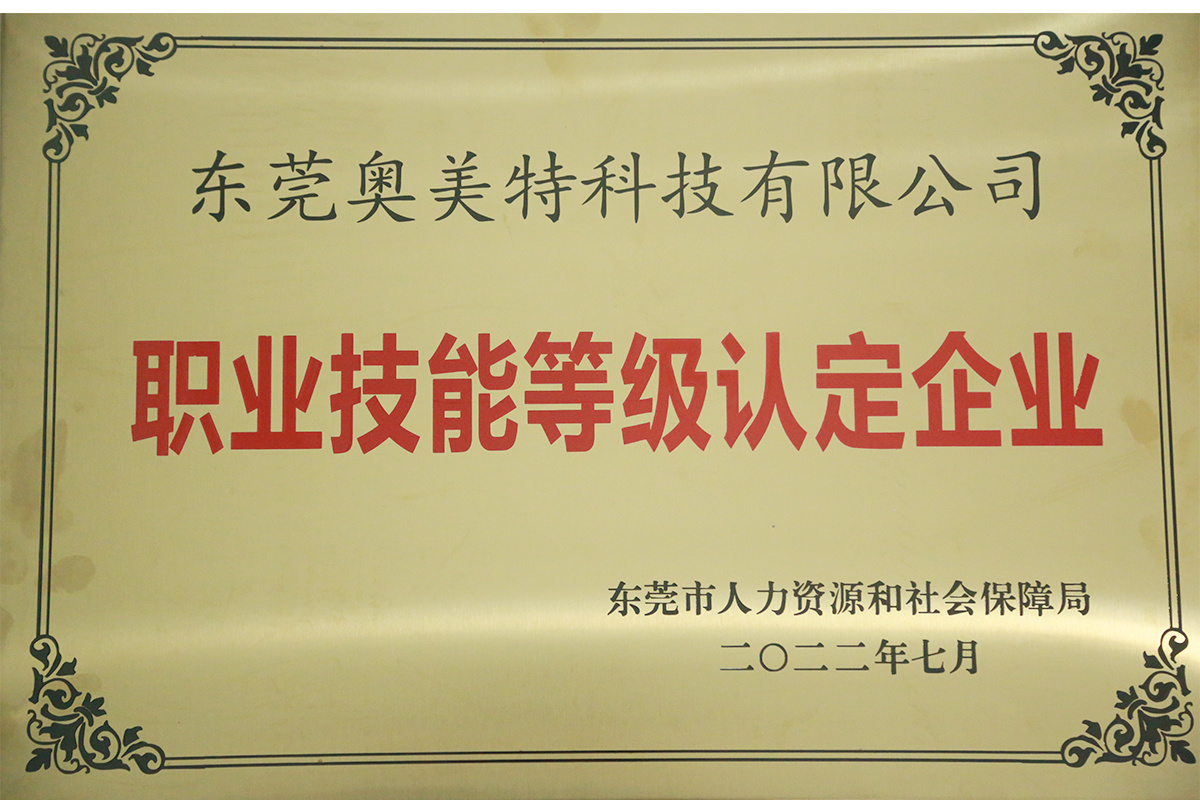 东莞奥美特科技有限公司
职业技能等级认定企业
东莞市人力资源和社会保障局
二〇二二年七月